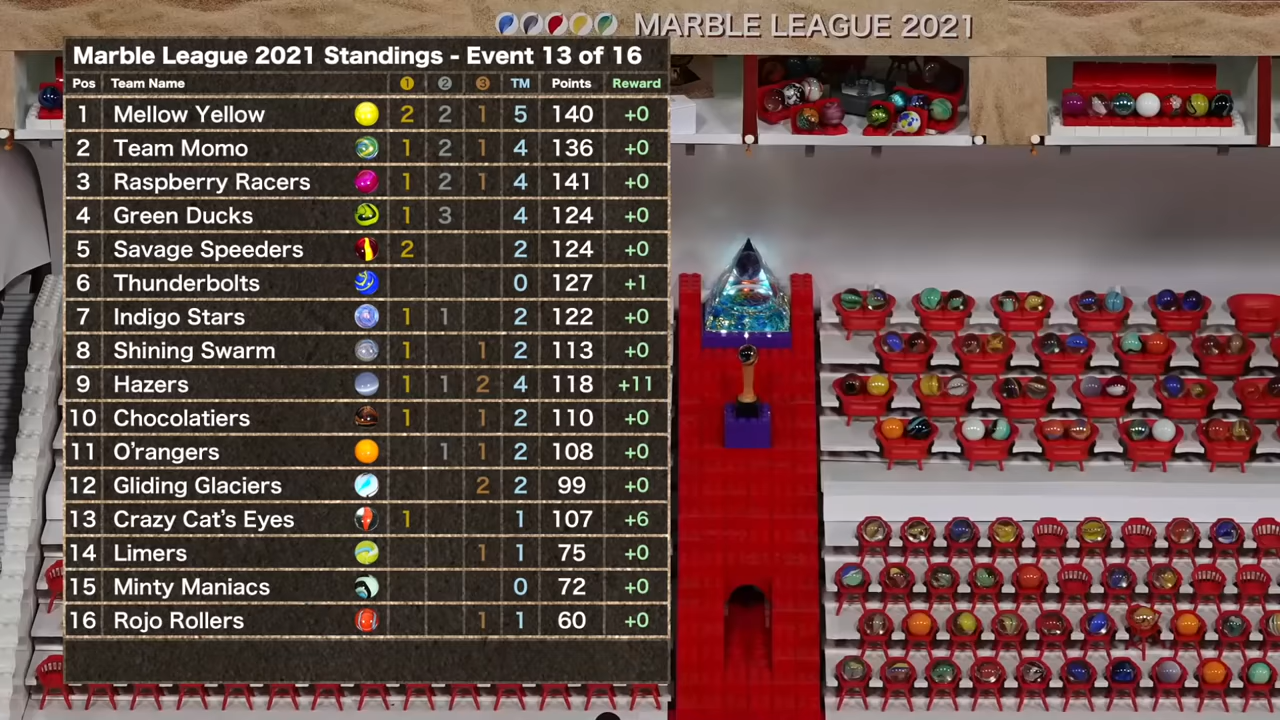 MARBLE LEAGUE 2021
Marble League 2021 Standings - Event 13 of 16
Pos Team Name 1 2 3 TM Points Reward
1 Mellow Yellow 2 2 1 5 140 +0
2 Team Momo 1 2 1 4 136 +0
3 Raspberry Racers 1 2 1 4 141 +0
4 Green Ducks 1 3 4 124 +0
5 Savage Speeders 2 2 124 +0
6 Thunderbolts 0 127 +1
7 Indigo Stars 1 1 2 122 +0
8 Shining Swarm 1 1 2 113 +0
9 Hazers 1 1 2 4 118 +11
10 Chocolatiers 1 1 2 110 +0
11 O'rangers 1 1 2 108 +0
12 Gliding Glaciers 2 2 99 +0
13 Crazy Cat's Eyes 1 1 107 +6
14 Limers 1 1 75 +0
15 Minty Maniacs 0 72 +0
16 Rojo Rollers 1 1 60 +0